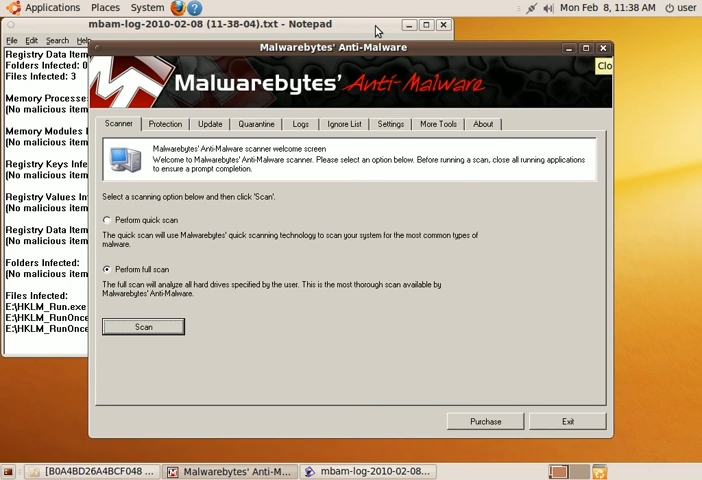 Applications Places System
Mon Feb 8, 11:38 AM user
mbam-log-2010-02-08 (11-38-04).txt - Notepad
File Edit Search Help
Registry Data Item
Folders Infected: 0
Files Infected: 3
Memory Processe
(No malicious item
Memory Modules I
(No malicious item
Registry Keys Infe
(No malicious item
Registry Values In
(No malicious item
Registry Data Item
(No malicious item
Folders Infected:
(No malicious item
Files Infected:
E:\HKLM_Run.exe
E:\HKLM_RunOnce
E:\HKLM_RunOnce
Malwarebytes' Anti-Malware
Malwarebytes' Anti-Malware
Clo
Scanner Protection Update Quarantine Logs Ignore List Settings More Tools About
Malwarebytes' Anti-Malware scanner welcome screen
Welcome to Malwarebytes' Anti-Malware scanner. Please select an option below. Before running a scan, close all running applications
to ensure a prompt completion.
Select a scanning option below and then click 'Scan'.
Perform quick scan
The quick scan will use Malwarebytes' quick scanning technology to scan your system for the most common types of
malware.
Perform full scan
The full scan will analyze all hard drives specified by the user. This is the most thorough scan available by
Malwarebytes' Anti-Malware.
Scan
Purchase Exit
[B0A4BD26A4BCF048 ... Malwarebytes' Anti-M... mbam-log-2010-02-08...